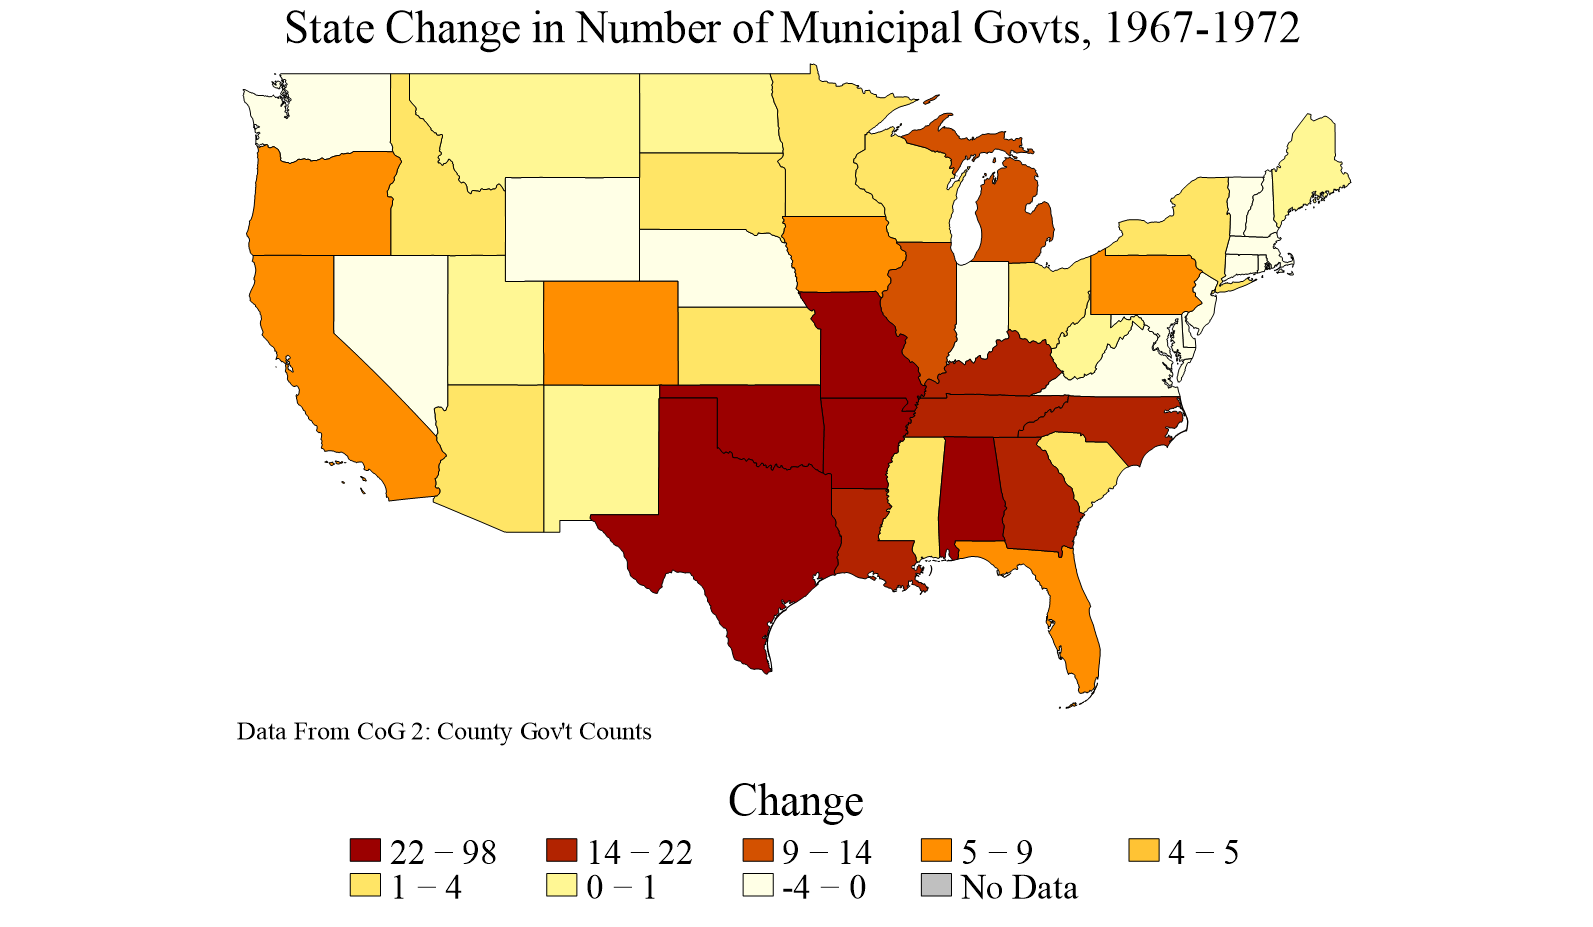 State Change in Number of Municipal Govts, 1967-1972
Data From CoG 2: County Gov't Counts
Change
22 – 98 14 – 22 9 – 14 5 – 9 4 – 5
1 – 4 0 – 1 -4 – 0 No Data